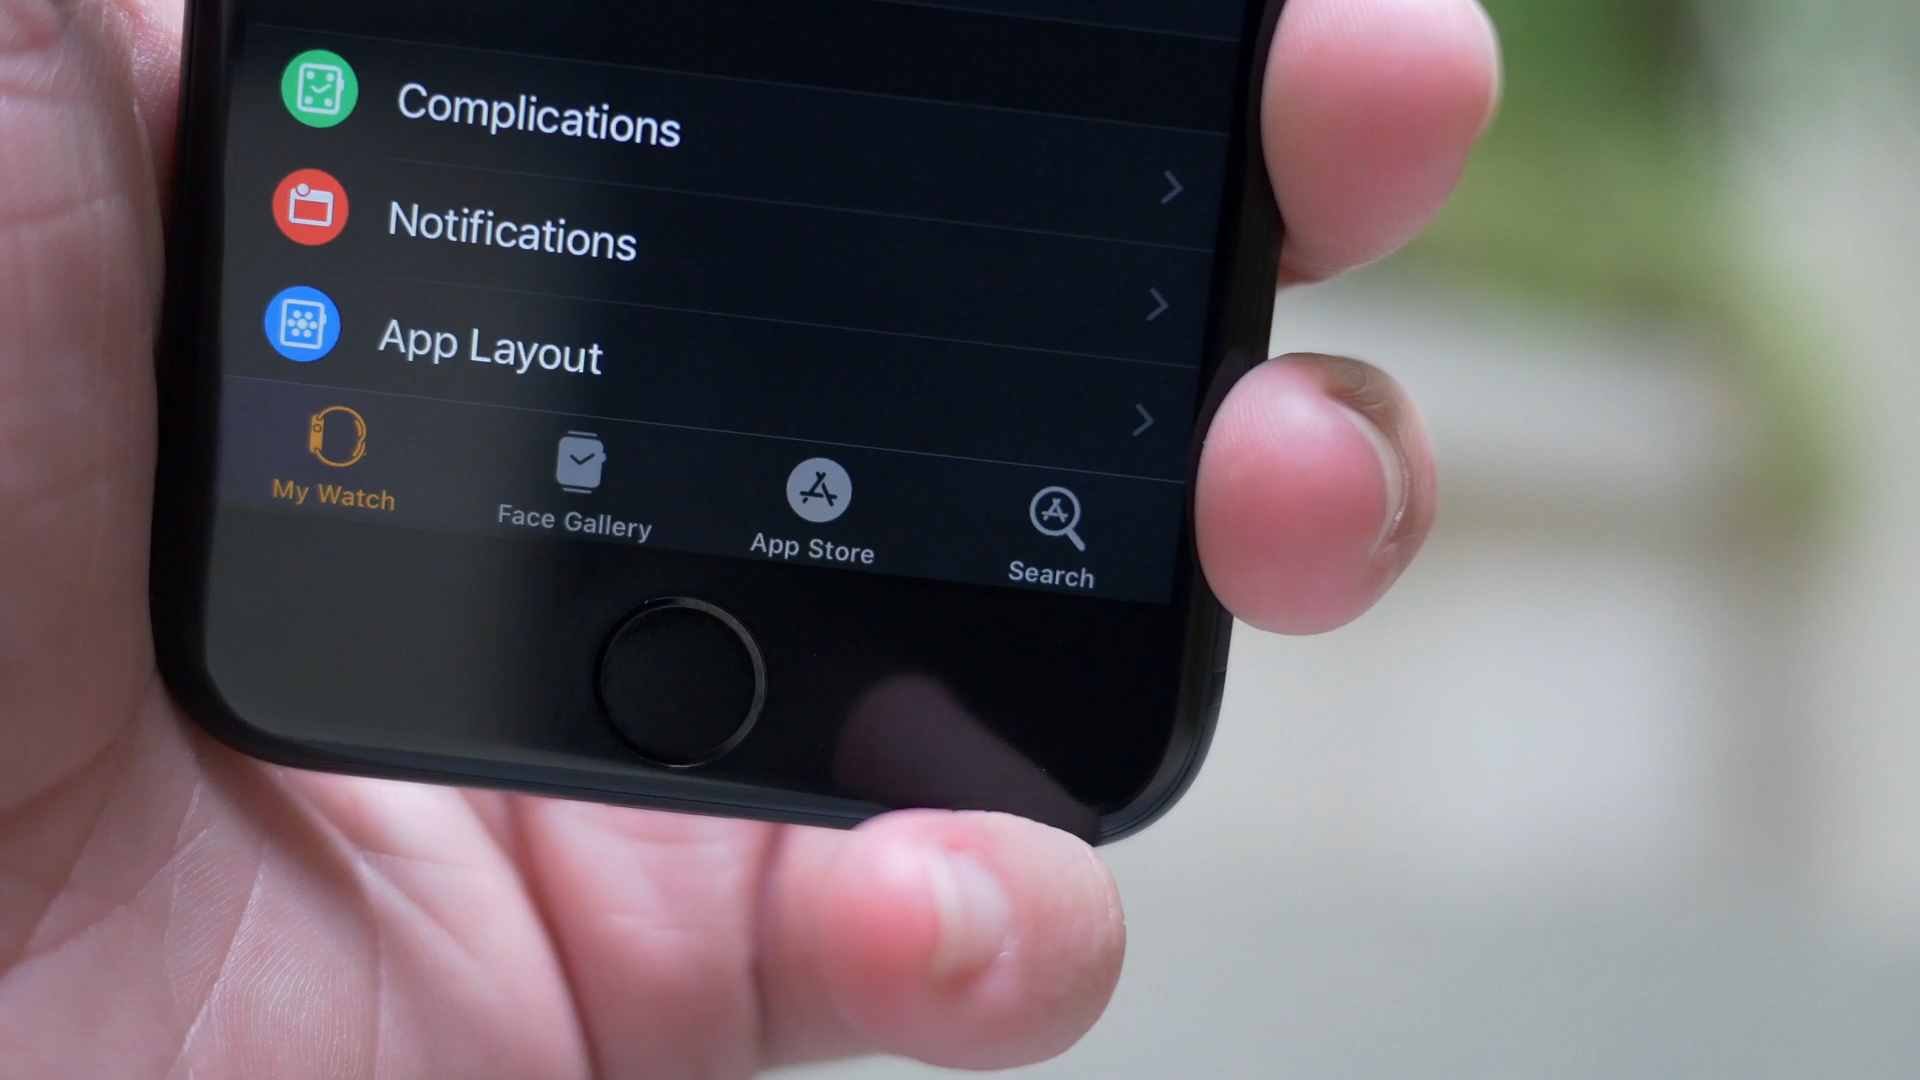 Complications
Notifications
App Layout
My Watch
Face Gallery
App Store
Search